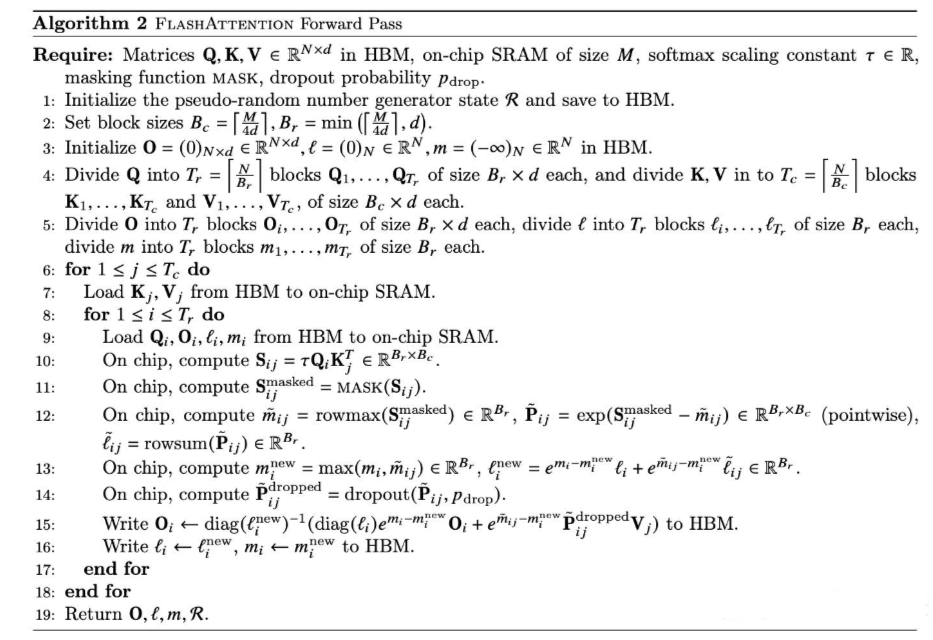 Algorithm 2 FLASHATTENTION Forward Pass
Require: Matrices Q, K, V ∈ ℝ^{N×d} in HBM, on-chip SRAM of size M, softmax scaling constant τ ∈ ℝ,
masking function MASK, dropout probability p_{drop}.
1: Initialize the pseudo-random number generator state 𝓡 and save to HBM.
2: Set block sizes B_c = ⌈M/4d⌉, B_r = min (⌈M/4d⌉, d).
3: Initialize O = (0)_{N×d} ∈ ℝ^{N×d}, ℓ = (0)_N ∈ ℝ^N, m = (−∞)_N ∈ ℝ^N in HBM.
4: Divide Q into T_r = ⌈N/B_r⌉ blocks Q_1, . . . , Q_{T_r} of size B_r × d each, and divide K, V in to T_c = ⌈N/B_c⌉ blocks
K_1, . . . , K_{T_c} and V_1, . . . , V_{T_c}, of size B_c × d each.
5: Divide O into T_r blocks O_i, . . . , O_{T_r} of size B_r × d each, divide ℓ into T_r blocks ℓ_i, . . . , ℓ_{T_r} of size B_r each,
divide m into T_r blocks m_1, . . . , m_{T_r} of size B_r each.
6: for 1 ≤ j ≤ T_c do
7: Load K_j, V_j from HBM to on-chip SRAM.
8: for 1 ≤ i ≤ T_r do
9: Load Q_i, O_i, ℓ_i, m_i from HBM to on-chip SRAM.
10: On chip, compute S_{ij} = τQ_iK_j^T ∈ ℝ^{B_r×B_c}.
11: On chip, compute S_{ij}^{masked} = MASK(S_{ij}).
12: On chip, compute m̃_{ij} = rowmax(S_{ij}^{masked}) ∈ ℝ^{B_r}, P̃_{ij} = exp(S_{ij}^{masked} − m̃_{ij}) ∈ ℝ^{B_r×B_c} (pointwise),
ℓ̃_{ij} = rowsum(P̃_{ij}) ∈ ℝ^{B_r}.
13: On chip, compute m_i^{new} = max(m_i, m̃_{ij}) ∈ ℝ^{B_r}, ℓ_i^{new} = e^{m_i−m_i^{new}} ℓ_i + e^{m̃_{ij}−m_i^{new}} ℓ̃_{ij} ∈ ℝ^{B_r}.
14: On chip, compute P̃_{ij}^{dropped} = dropout(P̃_{ij}, p_{drop}).
15: Write O_i ← diag(ℓ_i^{new})^{−1}(diag(ℓ_i)e^{m_i−m_i^{new}} O_i + e^{m̃_{ij}−m_i^{new}} P̃_{ij}^{dropped} V_j) to HBM.
16: Write ℓ_i ← ℓ_i^{new}, m_i ← m_i^{new} to HBM.
17: end for
18: end for
19: Return O, ℓ, m, 𝓡.